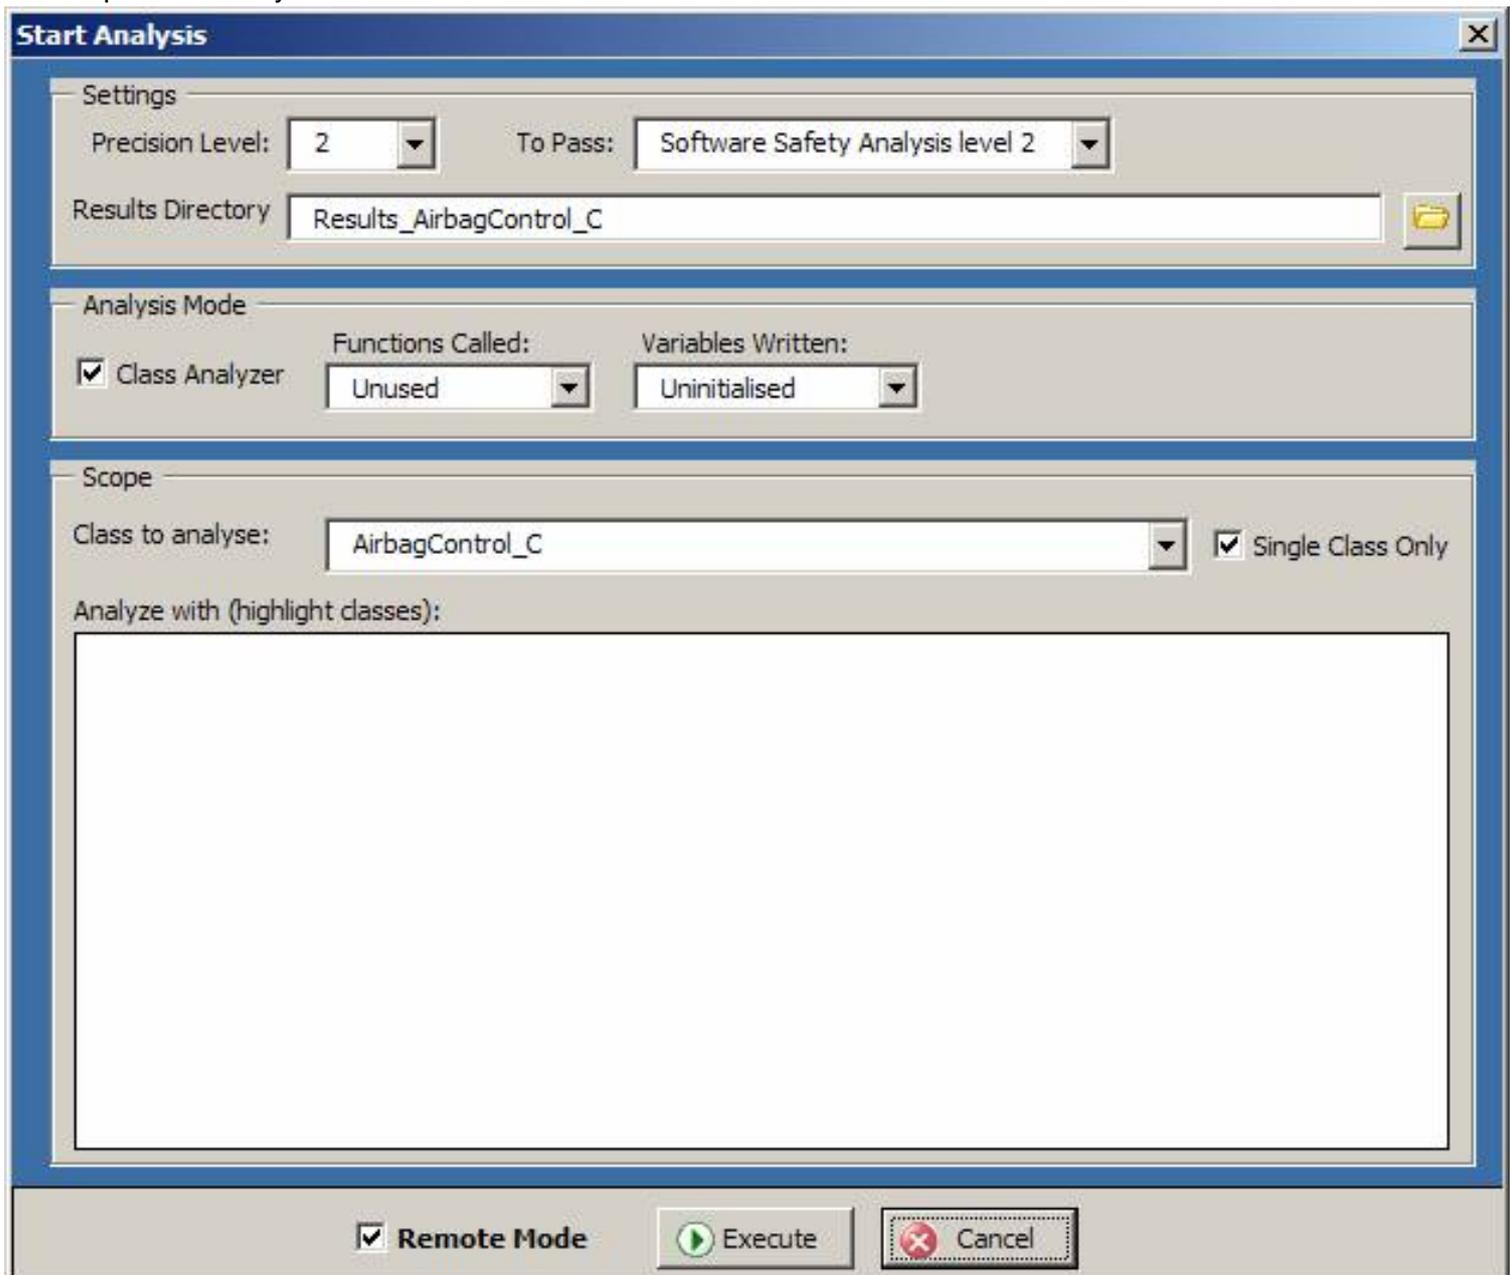 Start Analysis
Settings
Precision Level: 2 To Pass: Software Safety Analysis level 2
Results Directory Results_AirbagControl_C
Analysis Mode
Functions Called: Variables Written:
Class Analyzer Unused Uninitialised
Scope
Class to analyse: AirbagControl_C Single Class Only
Analyze with (highlight classes):
Remote Mode Execute Cancel